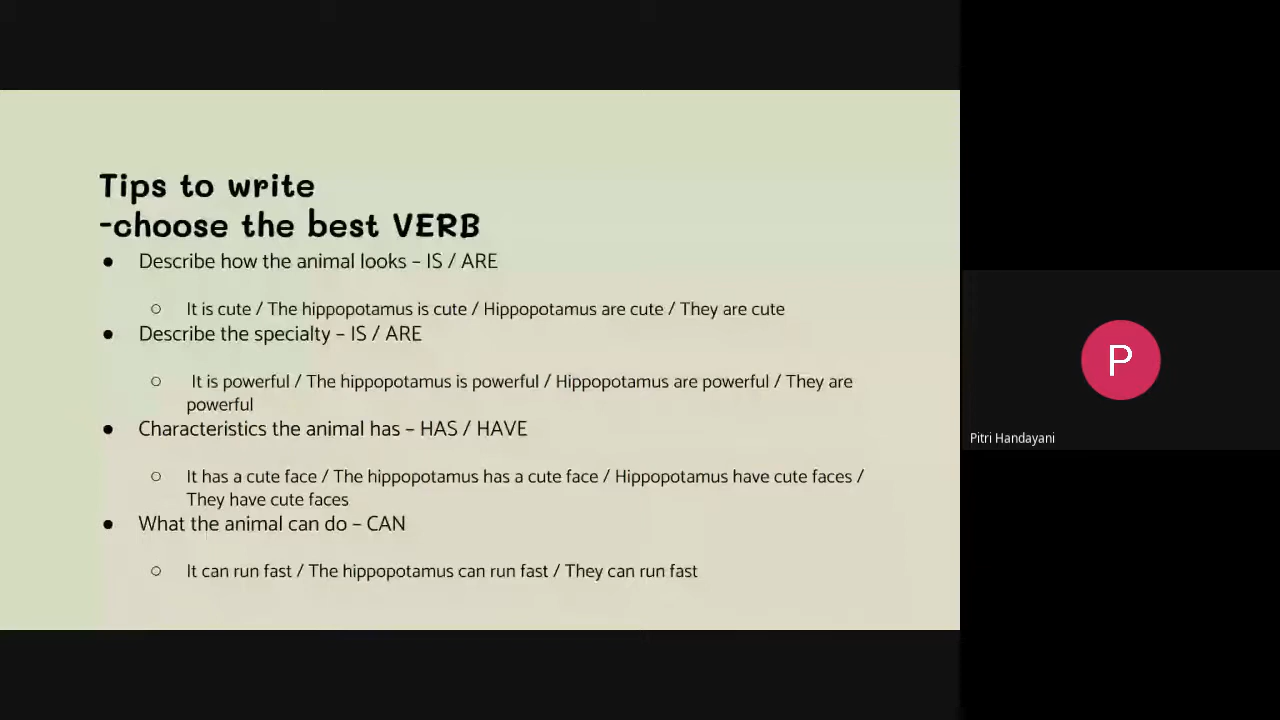 Tips to write
-choose the best VERB
● Describe how the animal looks – IS / ARE
○ It is cute / The hippopotamus is cute / Hippopotamus are cute / They are cute
● Describe the specialty – IS / ARE
○ It is powerful / The hippopotamus is powerful / Hippopotamus are powerful / They are
powerful
● Characteristics the animal has – HAS / HAVE
○ It has a cute face / The hippopotamus has a cute face / Hippopotamus have cute faces /
They have cute faces
● What the animal can do – CAN
○ It can run fast / The hippopotamus can run fast / They can run fast
P
Pitri Handayani